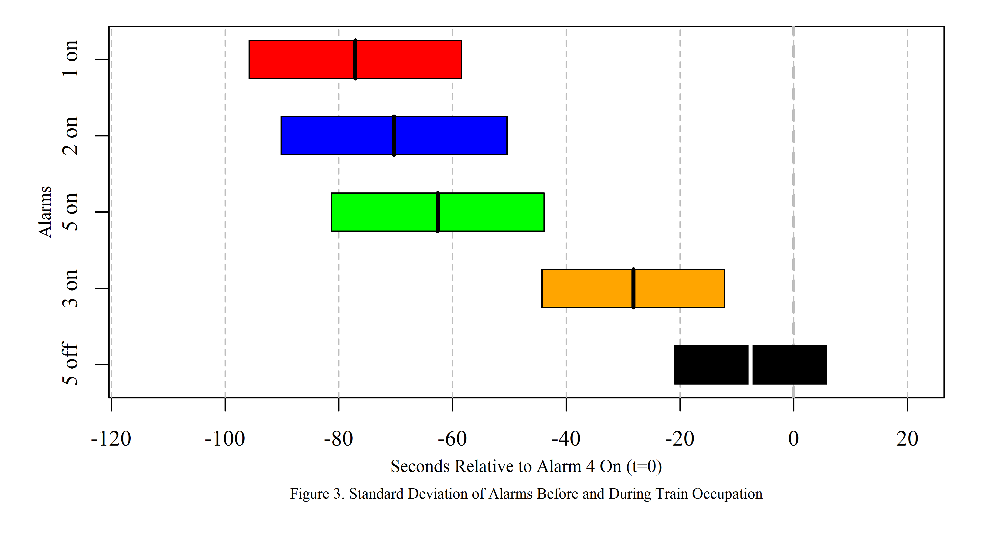 1 on
2 on
5 on
3 on
5 off
Alarms
-120 -100 -80 -60 -40 -20 0 20
Seconds Relative to Alarm 4 On (t=0)
Figure 3. Standard Deviation of Alarms Before and During Train Occupation